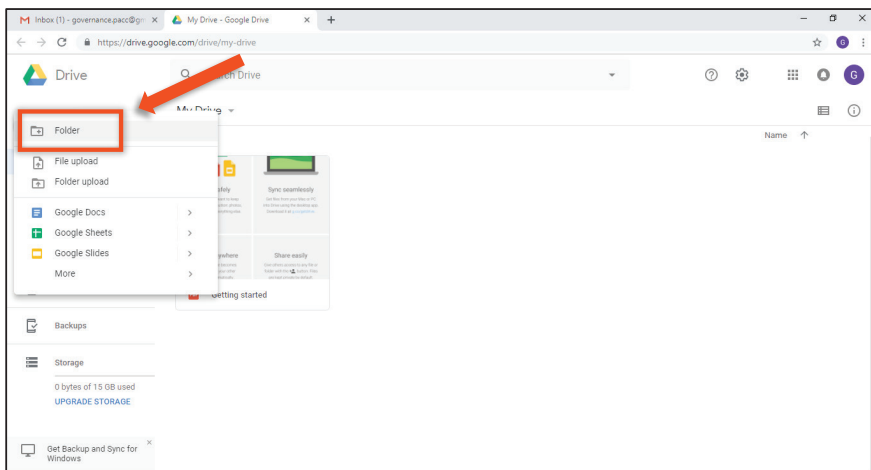 Inbox (1) - governance.pacc@gm
My Drive - Google Drive
https://drive.google.com/drive/my-drive
G
Drive
Drive
G
My Drive
Name
Folder
File upload
Folder upload
Google Docs
Google Sheets
Google Slides
More
Sync seamlessly
Share easily
Getting started
Backups
Storage
0 bytes of 15 GB used
UPGRADE STORAGE
Get Backup and Sync for
Windows